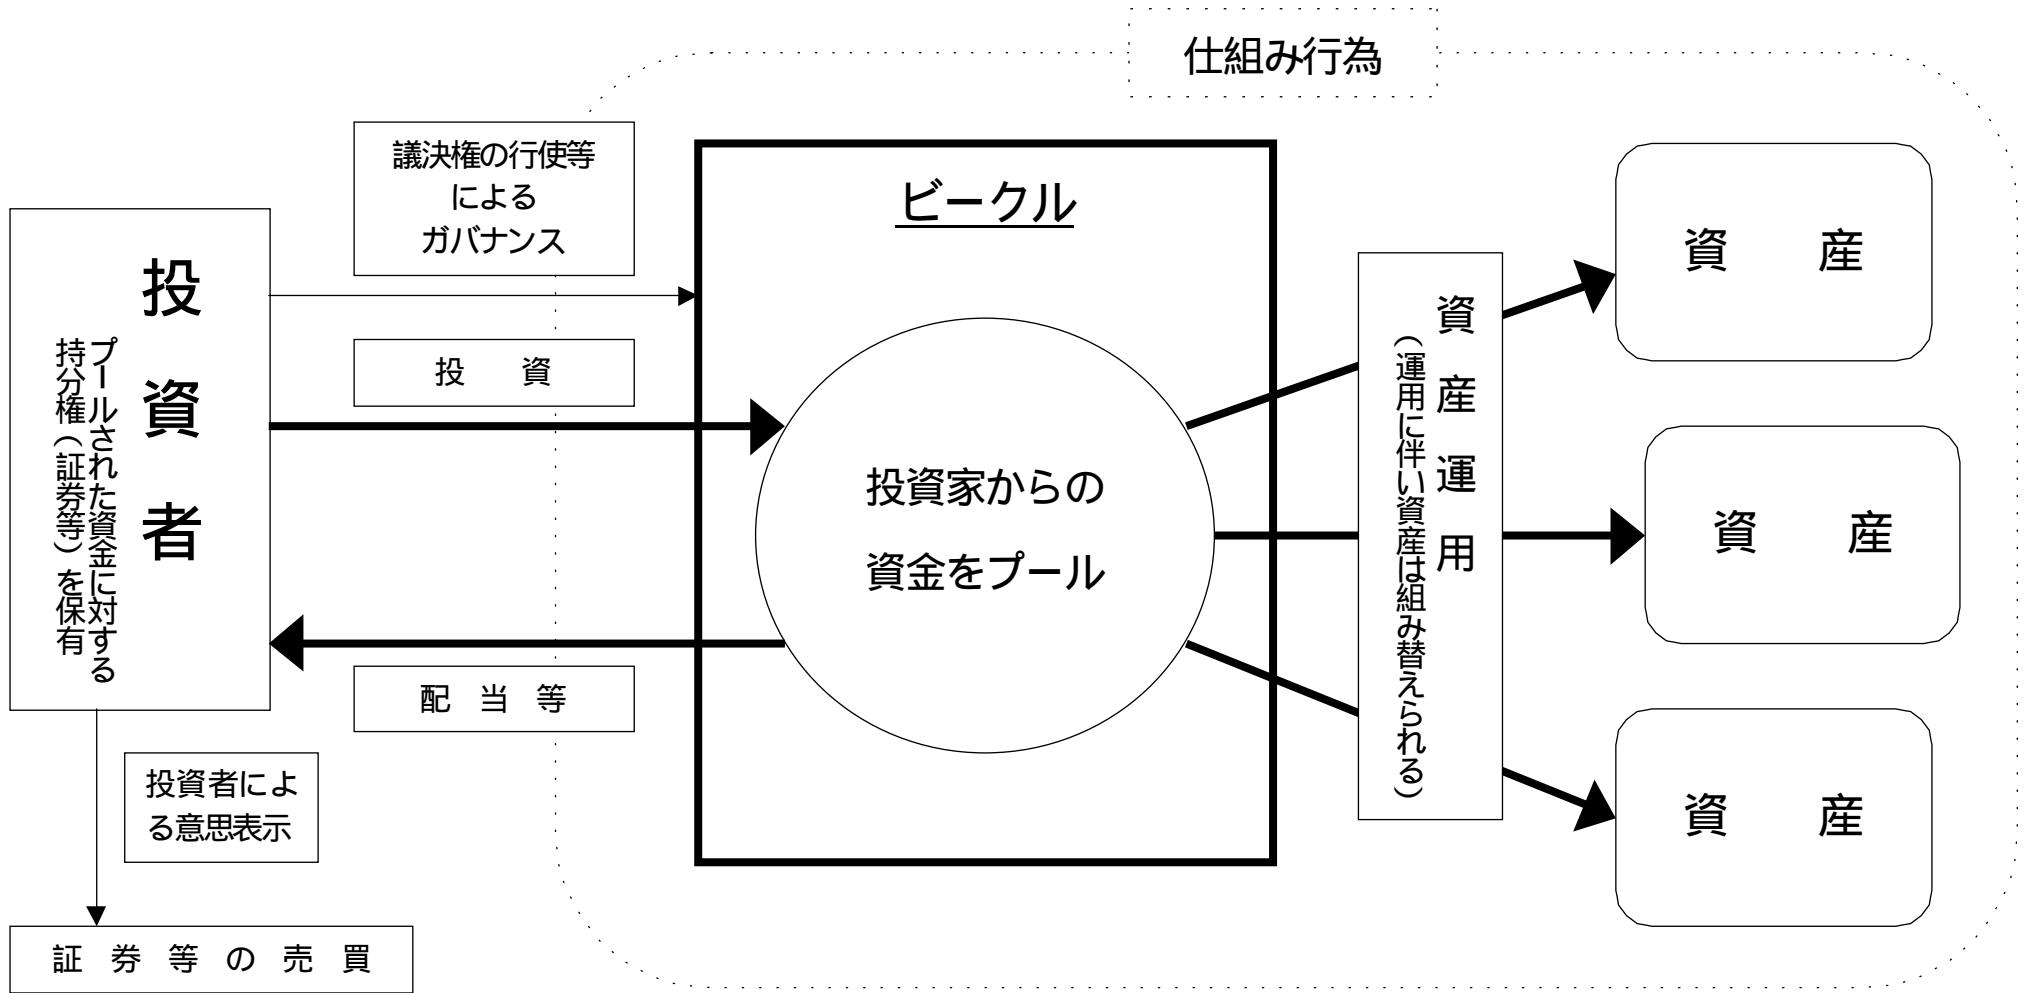 仕組み行為
議決権の行使等
による
ガバナンス
投資者
プールされた資金に対する
持分権（証券等）を保有
投　資
配　当　等
投資者によ
る意思表示
証　券　等　の　売　買
ビークル
投資家からの
資金をプール
資産運用
（運用に伴い資産は組み替えられる）
資　産
資　産
資　産